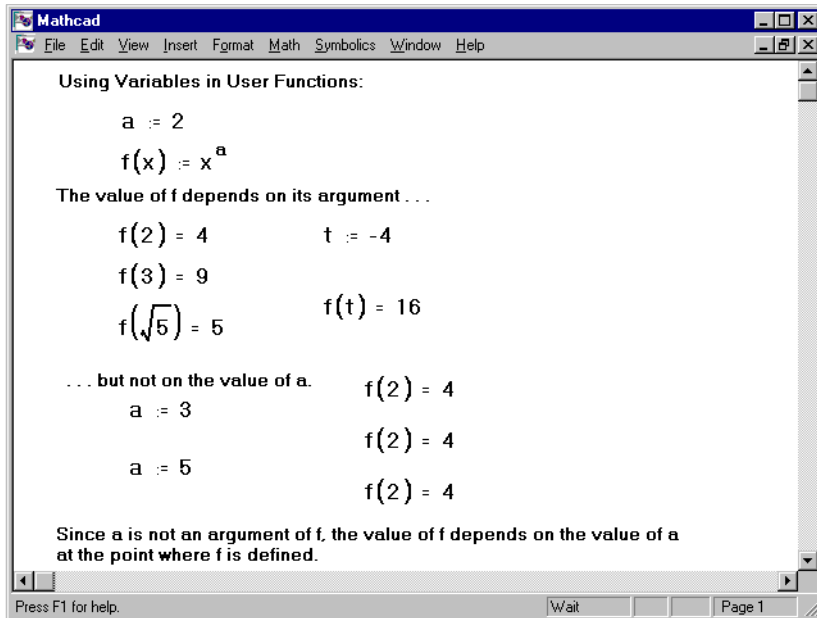 Mathcad
File Edit View Insert Format Math Symbolics Window Help
Using Variables in User Functions:
a := 2
f(x) := x^a
The value of f depends on its argument . . .
f(2) = 4 t := -4
f(3) = 9
f(√5) = 5 f(t) = 16
. . . but not on the value of a. f(2) = 4
a := 3
f(2) = 4
a := 5
f(2) = 4
Since a is not an argument of f, the value of f depends on the value of a
at the point where f is defined.
Press F1 for help. Wait Page 1